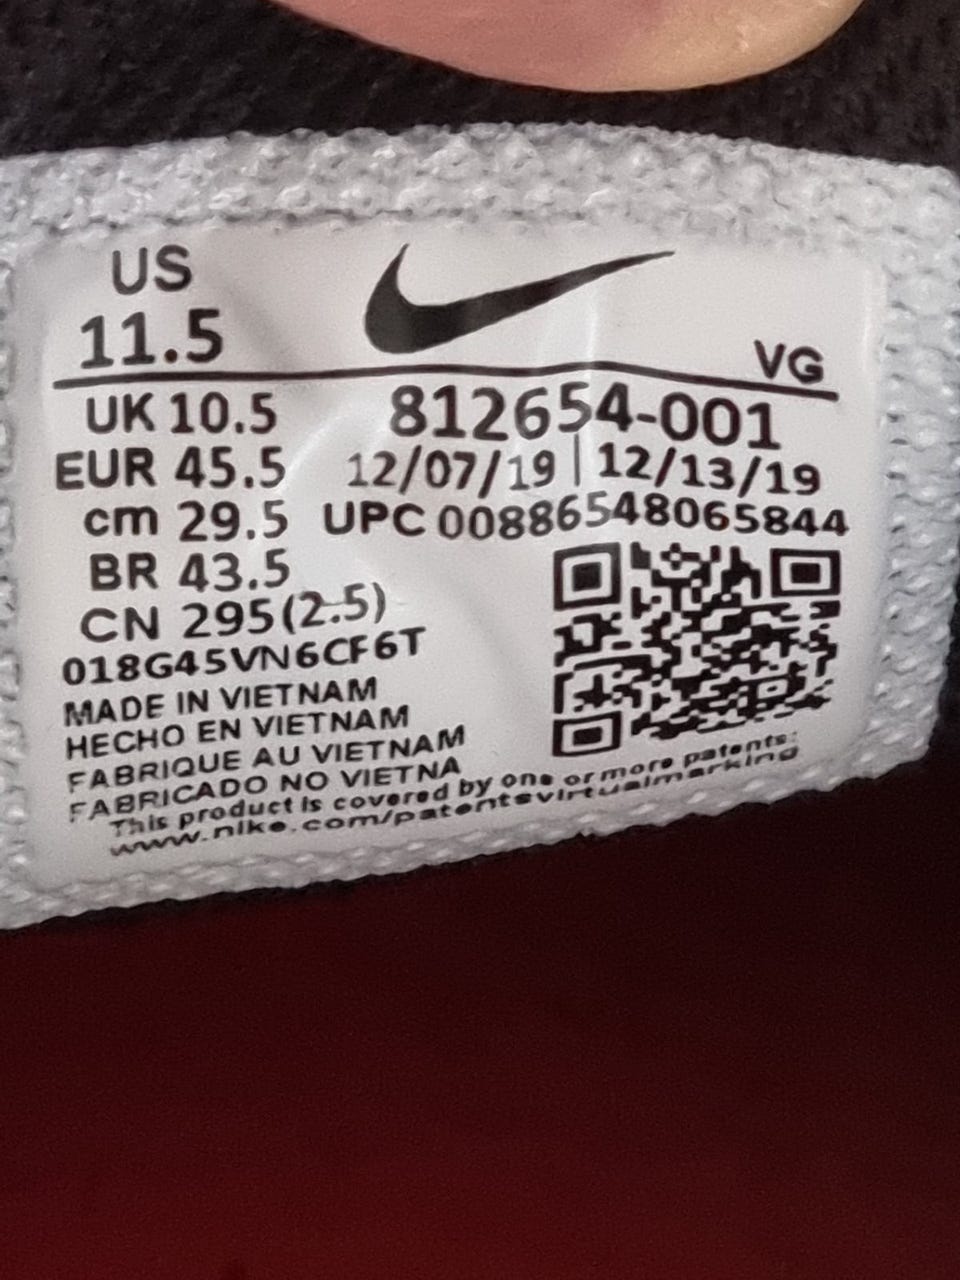 US
11.5
VG
UK 10.5
812654-001
EUR 45.5
12/07/19 | 12/13/19
cm 29.5
UPC 00886548065844
BR 43.5
CN 295(2.5)
018G45VN6CF6T
MADE IN VIETNAM
HECHO EN VIETNAM
FABRIQUE AU VIETNAM
FABRICADO NO VIETNA
This product is covered by one or more patents:
www.nike.com/patentsvirtualmarking